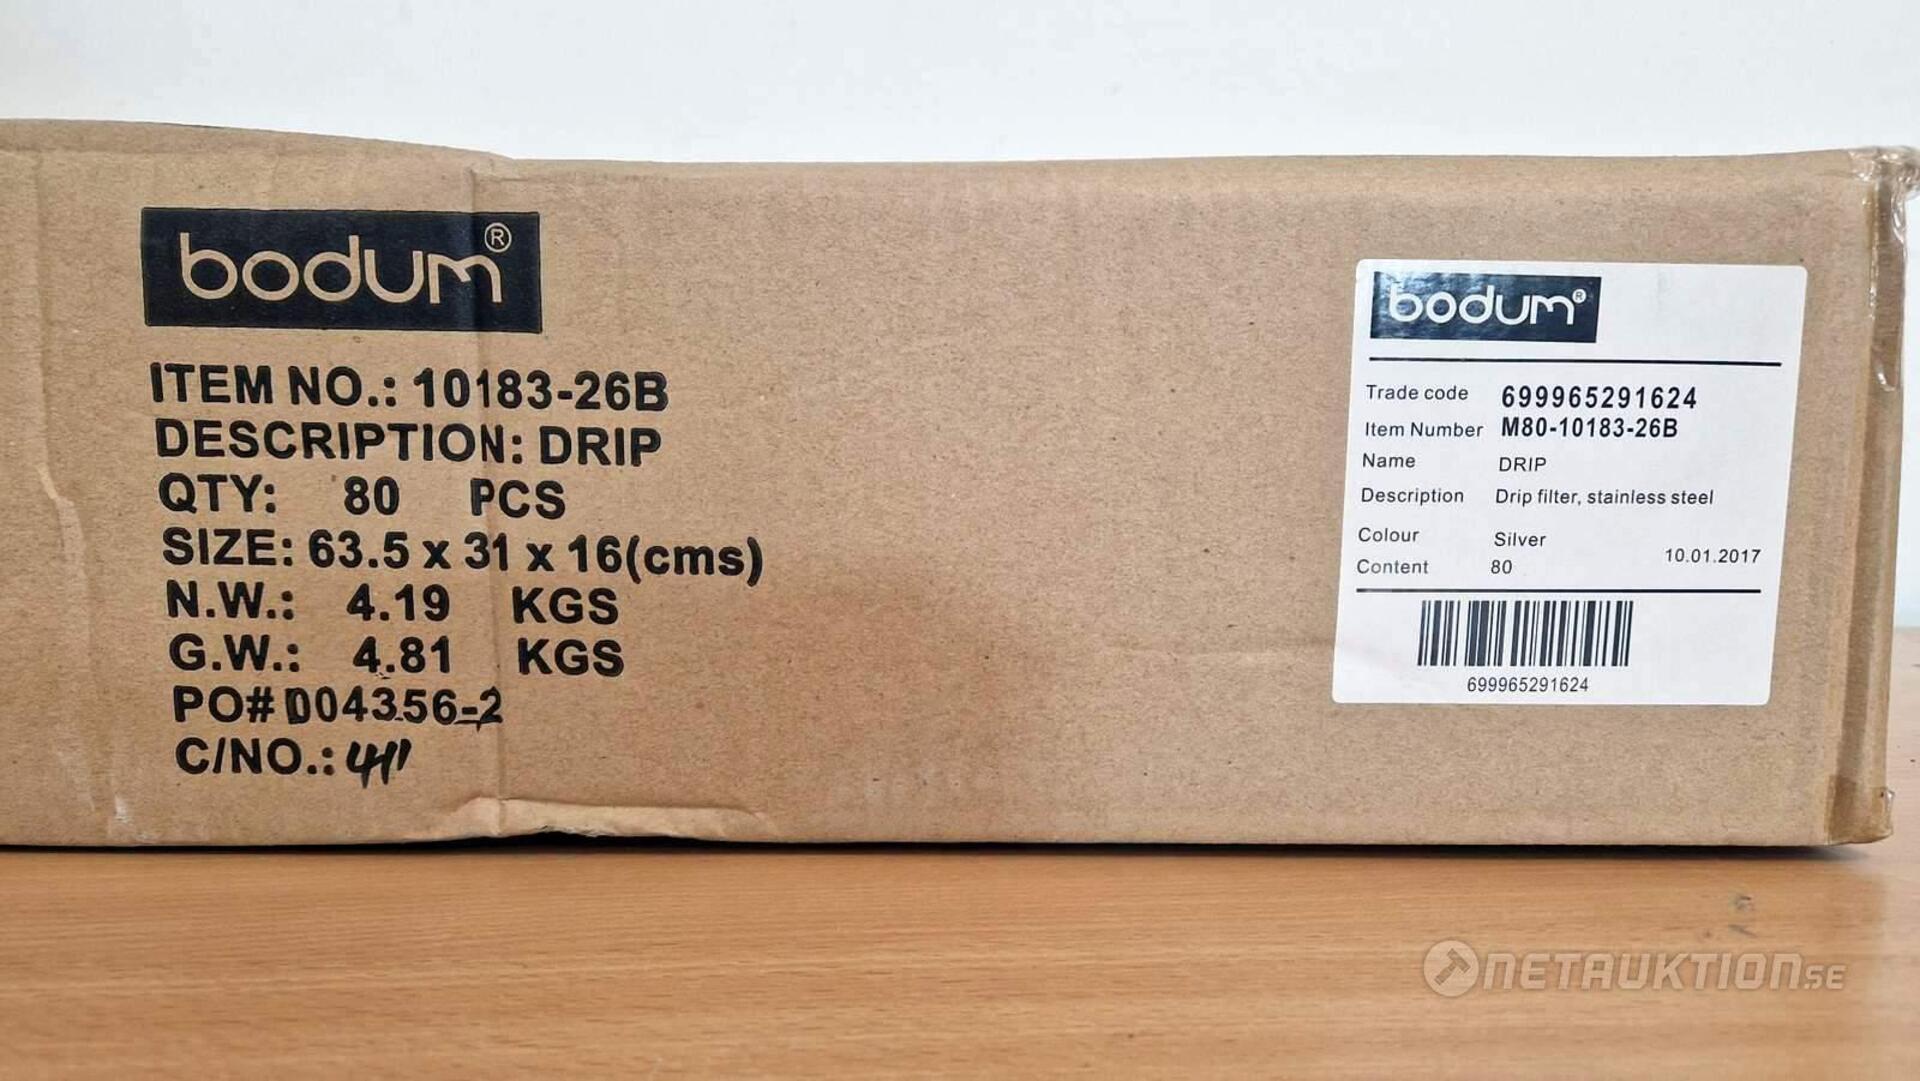 bodum®
ITEM NO.: 10183-26B
DESCRIPTION: DRIP
QTY: 80 PCS
SIZE: 63.5 x 31 x 16(cms)
N.W.: 4.19 KGS
G.W.: 4.81 KGS
PO# D04356-2
C/NO.: 411
bodum®
Trade code 699965291624
Item Number M80-10183-26B
Name DRIP
Description Drip filter, stainless steel
Colour Silver
10.01.2017
Content 80
699965291624
NETAUKTION.SE